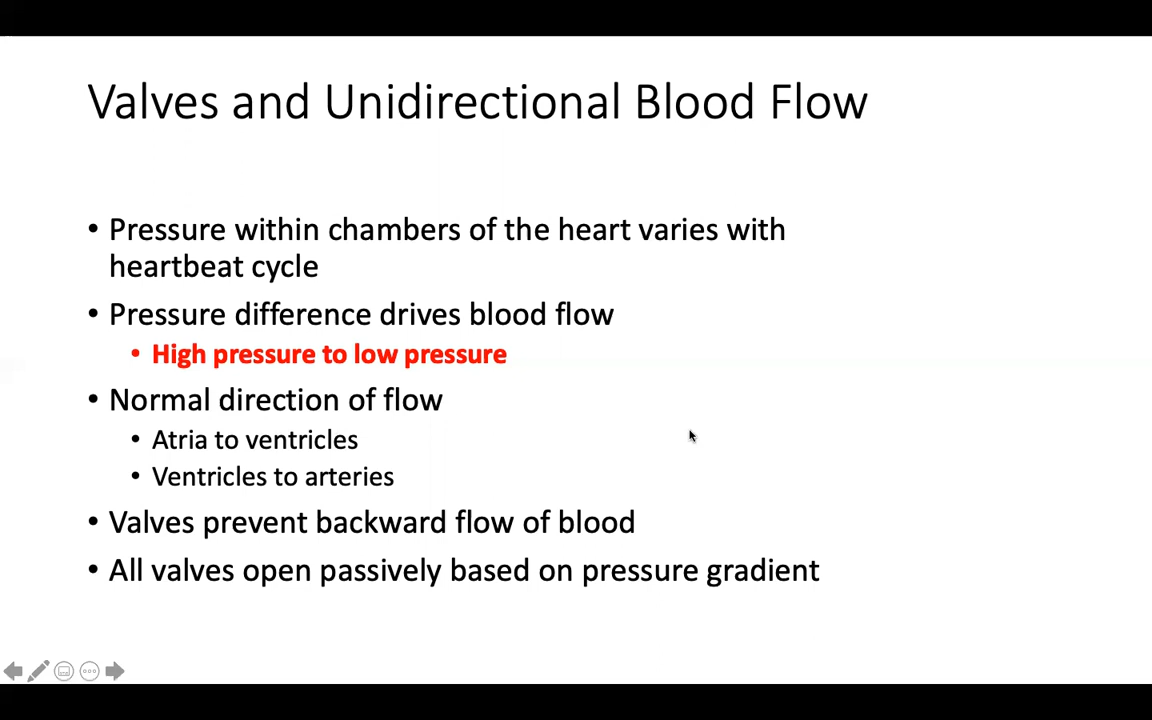 Valves and Unidirectional Blood Flow
• Pressure within chambers of the heart varies with
heartbeat cycle
• Pressure difference drives blood flow
• High pressure to low pressure
• Normal direction of flow
• Atria to ventricles
• Ventricles to arteries
• Valves prevent backward flow of blood
• All valves open passively based on pressure gradient